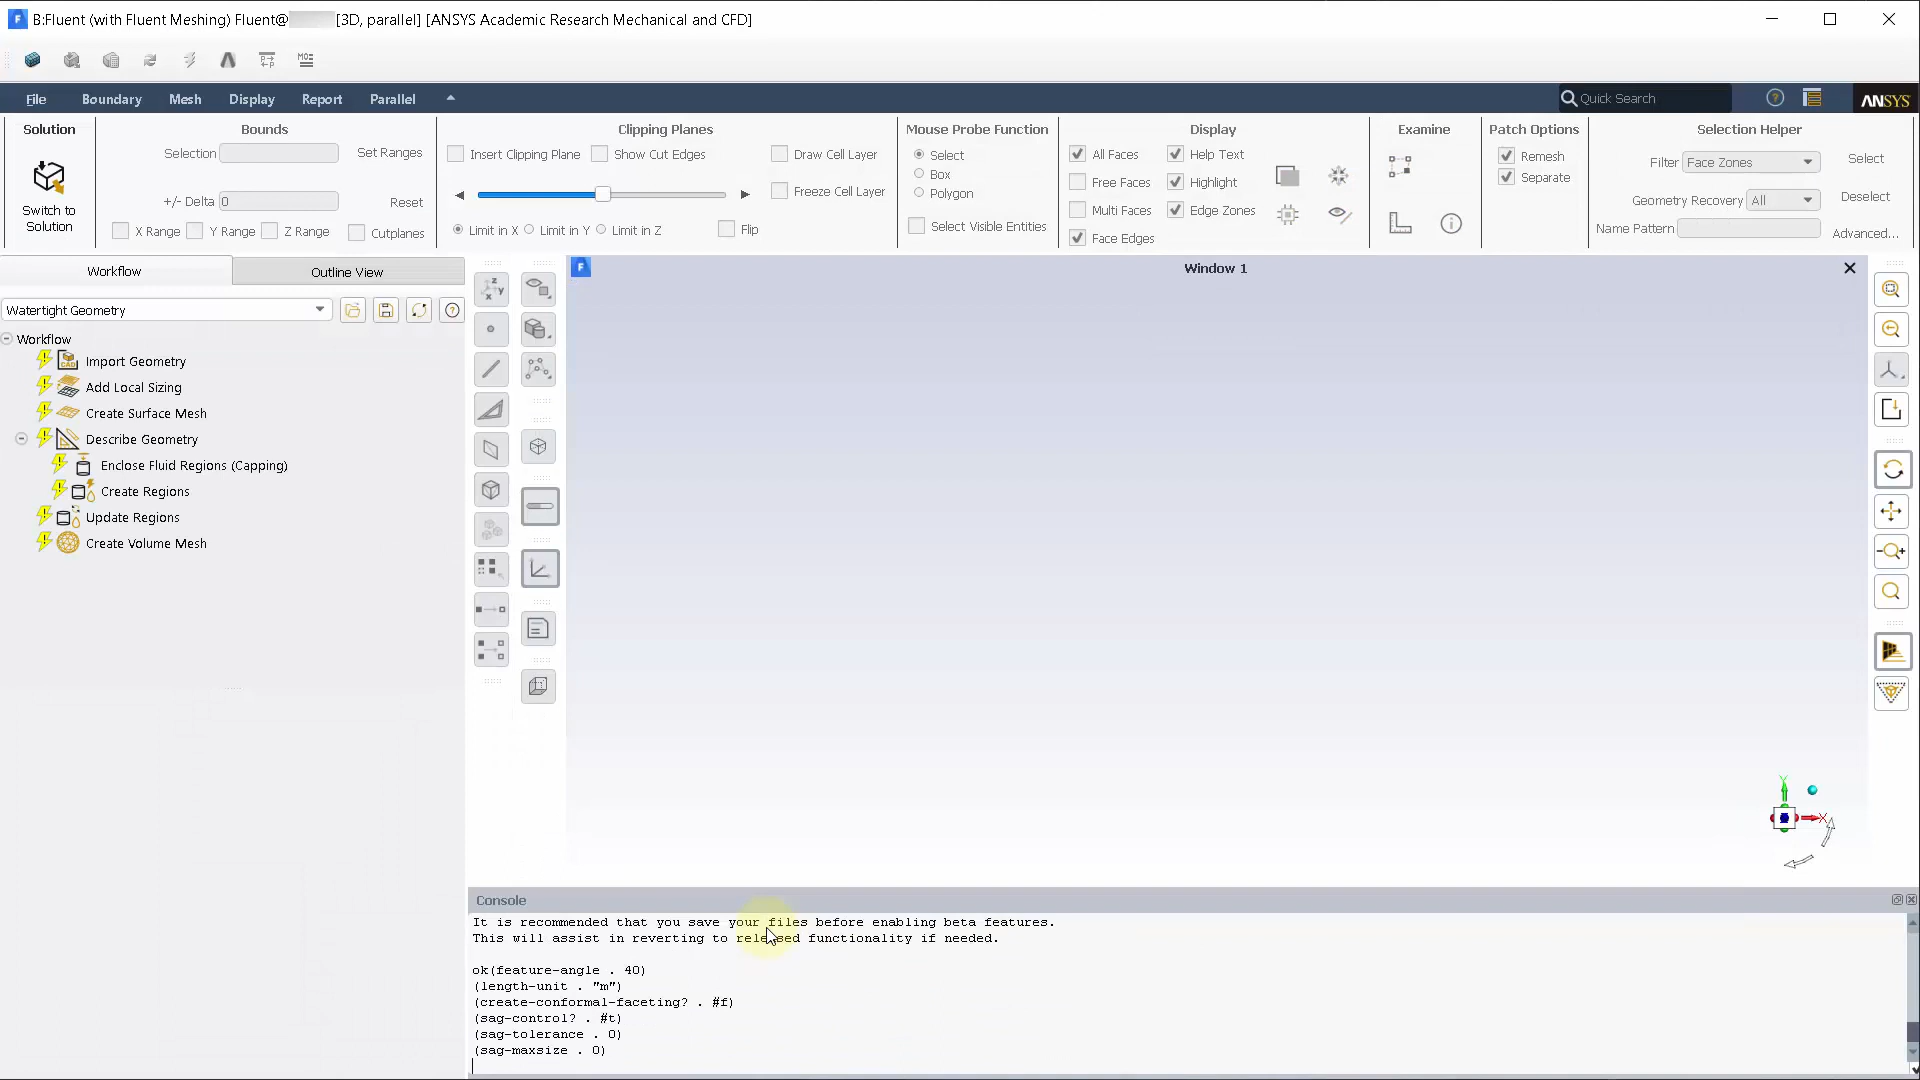 B:Fluent (with Fluent Meshing) Fluent@ [3D, parallel] [ANSYS Academic Research Mechanical and CFD]
File Boundary Mesh Display Report Parallel
Quick Search
ANSYS
Solution
Switch to
Solution
Bounds
Selection
Set Ranges
+/- Delta 0
Reset
X Range Y Range Z Range Cutplanes
Clipping Planes
Insert Clipping Plane Show Cut Edges
Draw Cell Layer
Freeze Cell Layer
Limit in X Limit in Y Limit in Z
Flip
Mouse Probe Function
Select
Box
Polygon
Select Visible Entities
Display
All Faces Help Text
Free Faces Highlight
Multi Faces Edge Zones
Face Edges
Examine
Patch Options
Remesh
Separate
Selection Helper
Filter Face Zones Select
Geometry Recovery All Deselect
Name Pattern Advanced...
Workflow
Outline View
Watertight Geometry
Workflow
Import Geometry
Add Local Sizing
Create Surface Mesh
Describe Geometry
Enclose Fluid Regions (Capping)
Create Regions
Update Regions
Create Volume Mesh
Window 1
Y
X
Console
It is recommended that you save your files before enabling beta features.
This will assist in reverting to released functionality if needed.
ok(feature-angle . 40)
(length-unit . "m")
(create-conformal-faceting? . #f)
(sag-control? . #t)
(sag-tolerance . 0)
(sag-maxsize . 0)